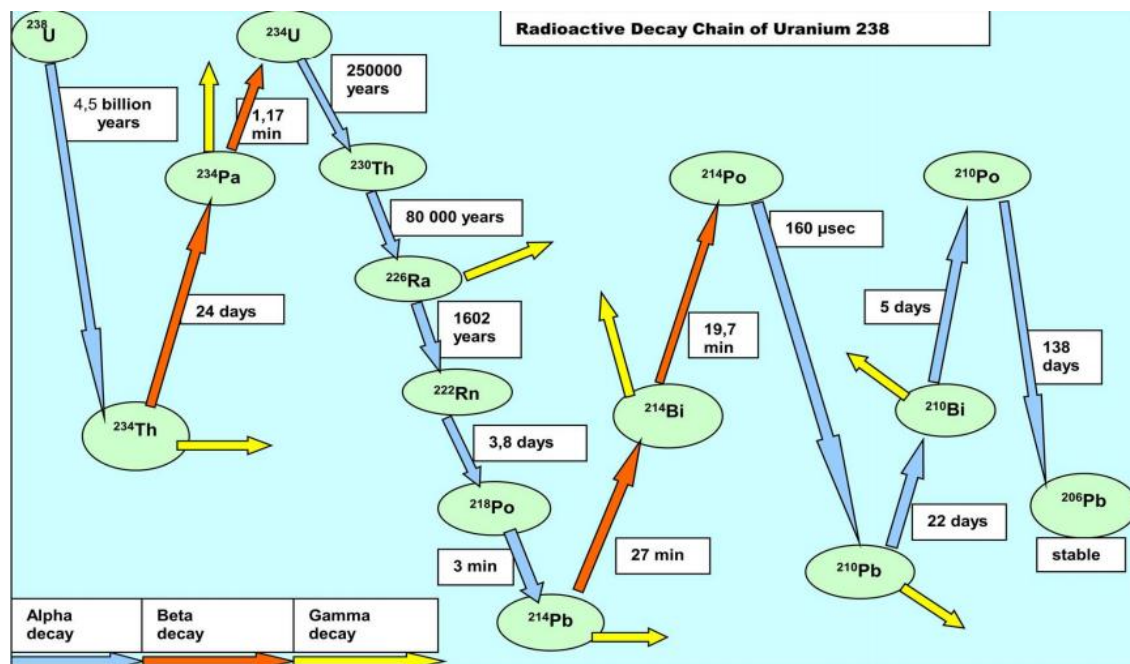 Radioactive Decay Chain of Uranium 238
238U
4,5 billion
years
234Th
24 days
234Pa
1,17
min
234U
250000
years
230Th
80 000 years
226Ra
1602
years
222Rn
3,8 days
218Po
3 min
214Pb
27 min
214Bi
19,7
min
214Po
160 µsec
210Pb
22 days
210Bi
5 days
210Po
138
days
206Pb
stable
Alpha
decay
Beta
decay
Gamma
decay